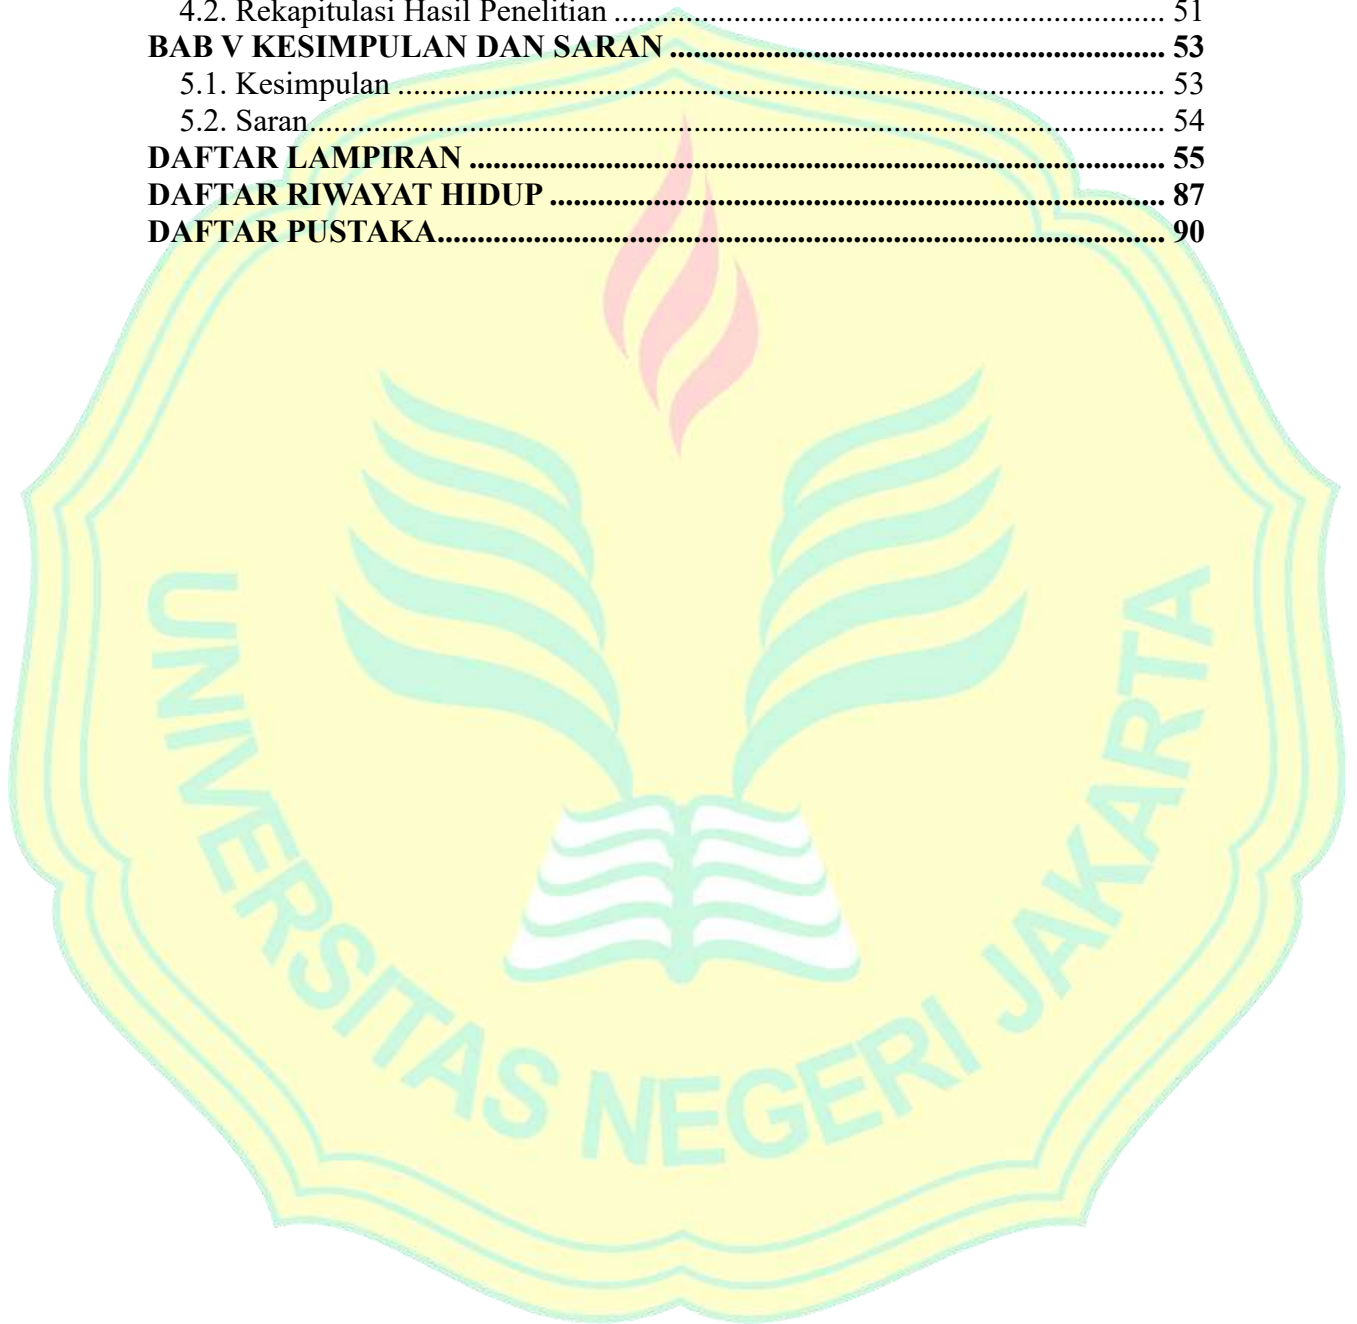 4.2. Rekapitulasi Hasil Penelitian ........................................................................ 51
BAB V KESIMPULAN DAN SARAN ................................................................ 53
5.1. Kesimpulan .................................................................................................... 53
5.2. Saran............................................................................................................... 54
DAFTAR LAMPIRAN .......................................................................................... 55
DAFTAR RIWAYAT HIDUP ................................................................................ 87
DAFTAR PUSTAKA.............................................................................................. 90
UNIVERSITAS NEGERI JAKARTA